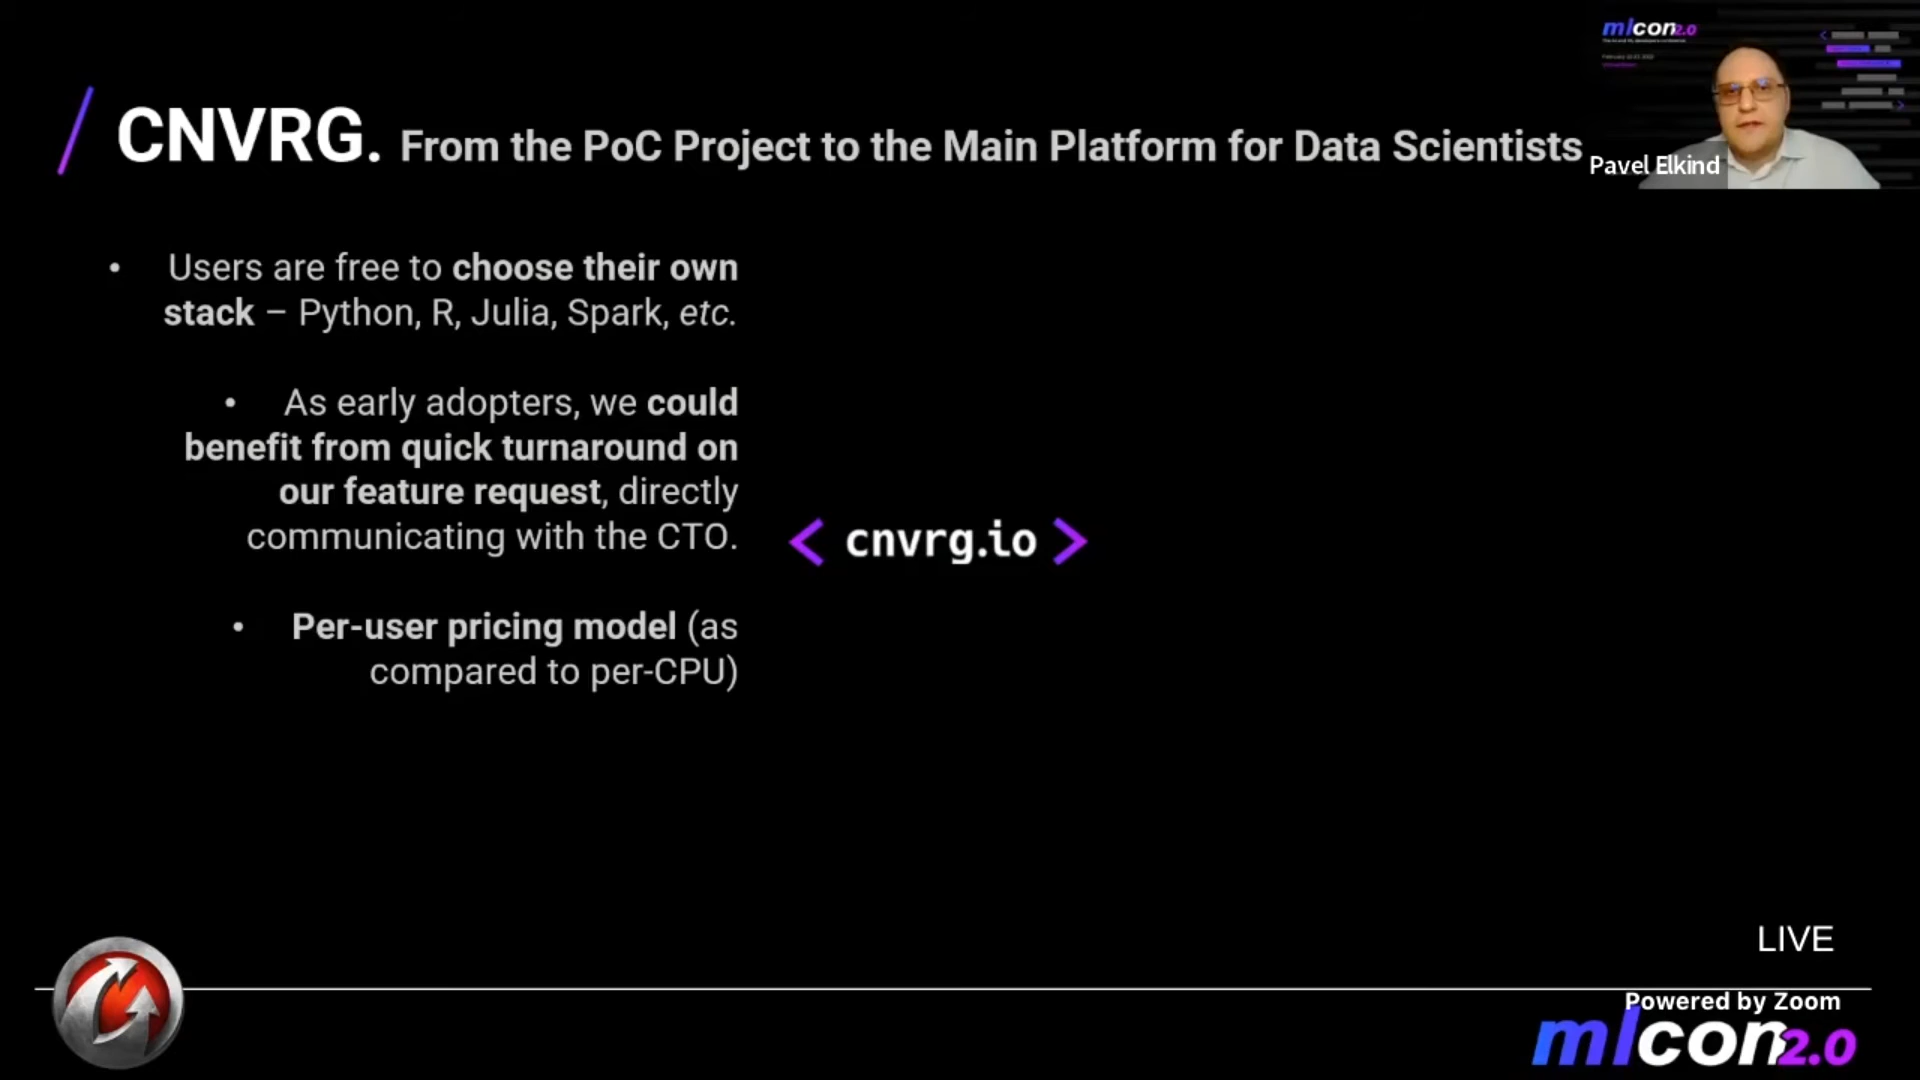 mlcon2.0
CNVRG. From the PoC Project to the Main Platform for Data Scientists
Pavel Elkind
• Users are free to choose their own
stack – Python, R, Julia, Spark, etc.
• As early adopters, we could
benefit from quick turnaround on
our feature request, directly
communicating with the CTO.
• Per-user pricing model (as
compared to per-CPU)
< cnvrg.io >
LIVE
Powered by Zoom
mlcon2.0